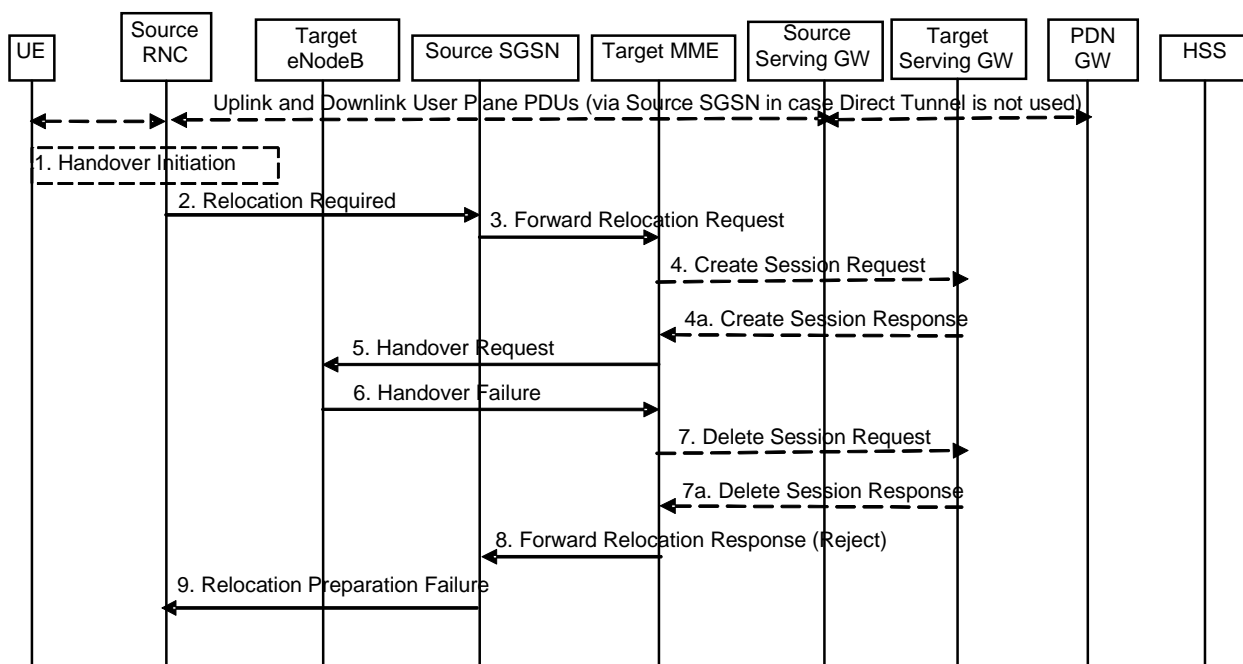 UE
Source
RNC
Target
eNodeB
Source SGSN
Target MME
Source
Serving GW
Target
Serving GW
PDN
GW
HSS
Uplink and Downlink User Plane PDUs (via Source SGSN in case Direct Tunnel is not used)
1. Handover Initiation
2. Relocation Required
3. Forward Relocation Request
4. Create Session Request
4a. Create Session Response
5. Handover Request
6. Handover Failure
7. Delete Session Request
7a. Delete Session Response
8. Forward Relocation Response (Reject)
9. Relocation Preparation Failure